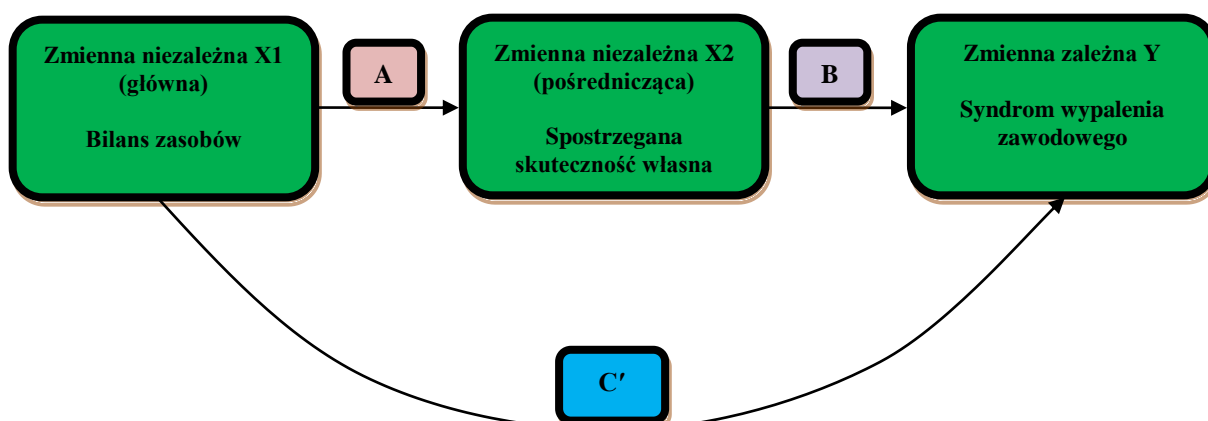 Zmienna niezależna X1
(główna)
Bilans zasobów
A
Zmienna niezależna X2
(pośrednicząca)
Spostrzegana
skuteczność własna
B
Zmienna zależna Y
Syndrom wypalenia
zawodowego
C′